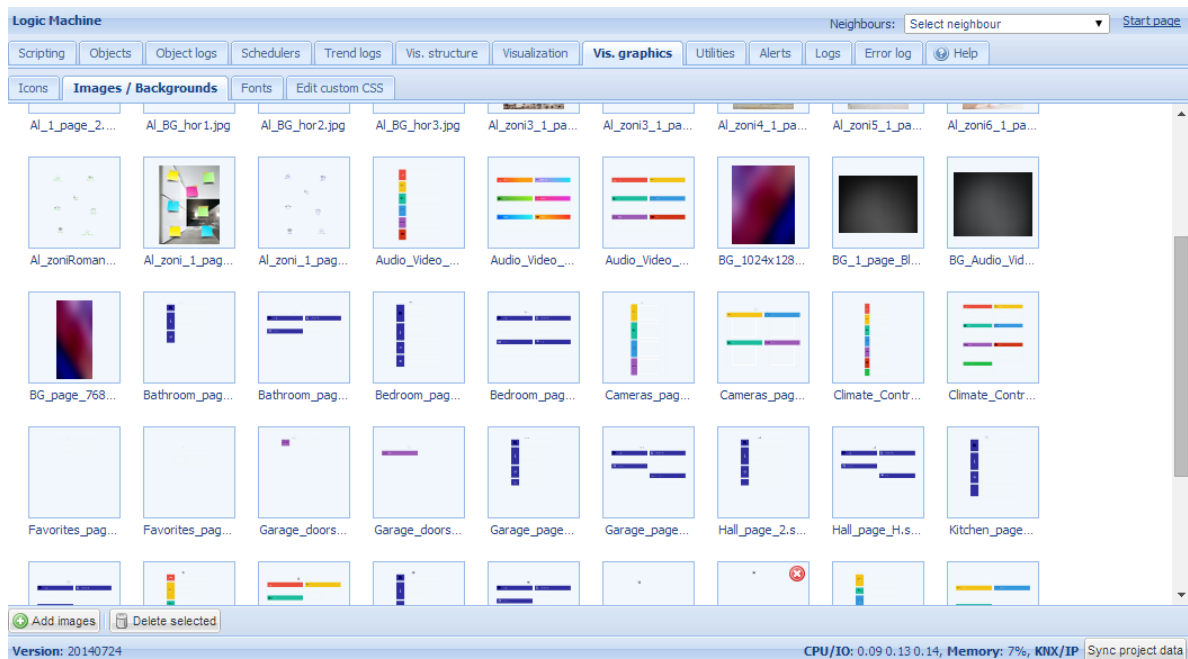 Logic Machine Neighbours: Select neighbour Start page
Scripting Objects Object logs Schedulers Trend logs Vis. structure Visualization Vis. graphics Utilities Alerts Logs Error log Help
Icons Images / Backgrounds Fonts Edit custom CSS
Al_1_page_2.... Al_BG_hor1.jpg Al_BG_hor2.jpg Al_BG_hor3.jpg Al_zoni3_1_pa... Al_zoni3_1_pa... Al_zoni4_1_pa... Al_zoni5_1_pa... Al_zoni6_1_pa...
Al_zoniRoman... Al_zoni_1_pag... Al_zoni_1_pag... Audio_Video_... Audio_Video_... Audio_Video_... BG_1024x128... BG_1_page_Bl... BG_Audio_Vid...
BG_page_768... Bathroom_pag... Bathroom_pag... Bedroom_pag... Bedroom_pag... Cameras_pag... Cameras_pag... Climate_Contr... Climate_Contr...
Favorites_pag... Favorites_pag... Garage_doors... Garage_doors... Garage_page... Garage_page... Hall_page_2.s... Hall_page_H.s... Kitchen_page...
Add images Delete selected
Version: 20140724 CPU/IO: 0.09 0.13 0.14, Memory: 7%, KNX/IP Sync project data